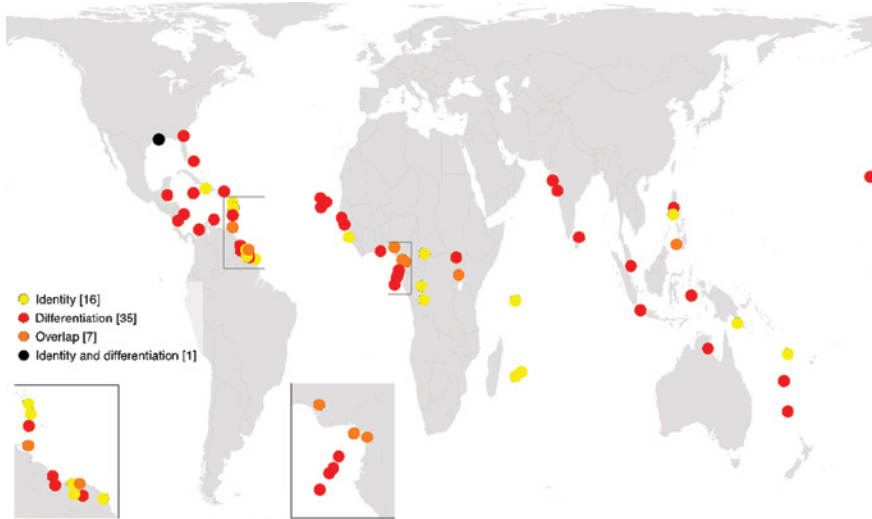 Identity [16]
Differentiation [35]
Overlap [7]
Identity and differentiation [1]